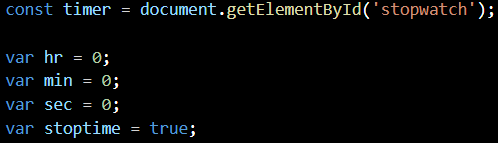 const timer = document.getElementById('stopwatch');
var hr = 0;
var min = 0;
var sec = 0;
var stoptime = true;